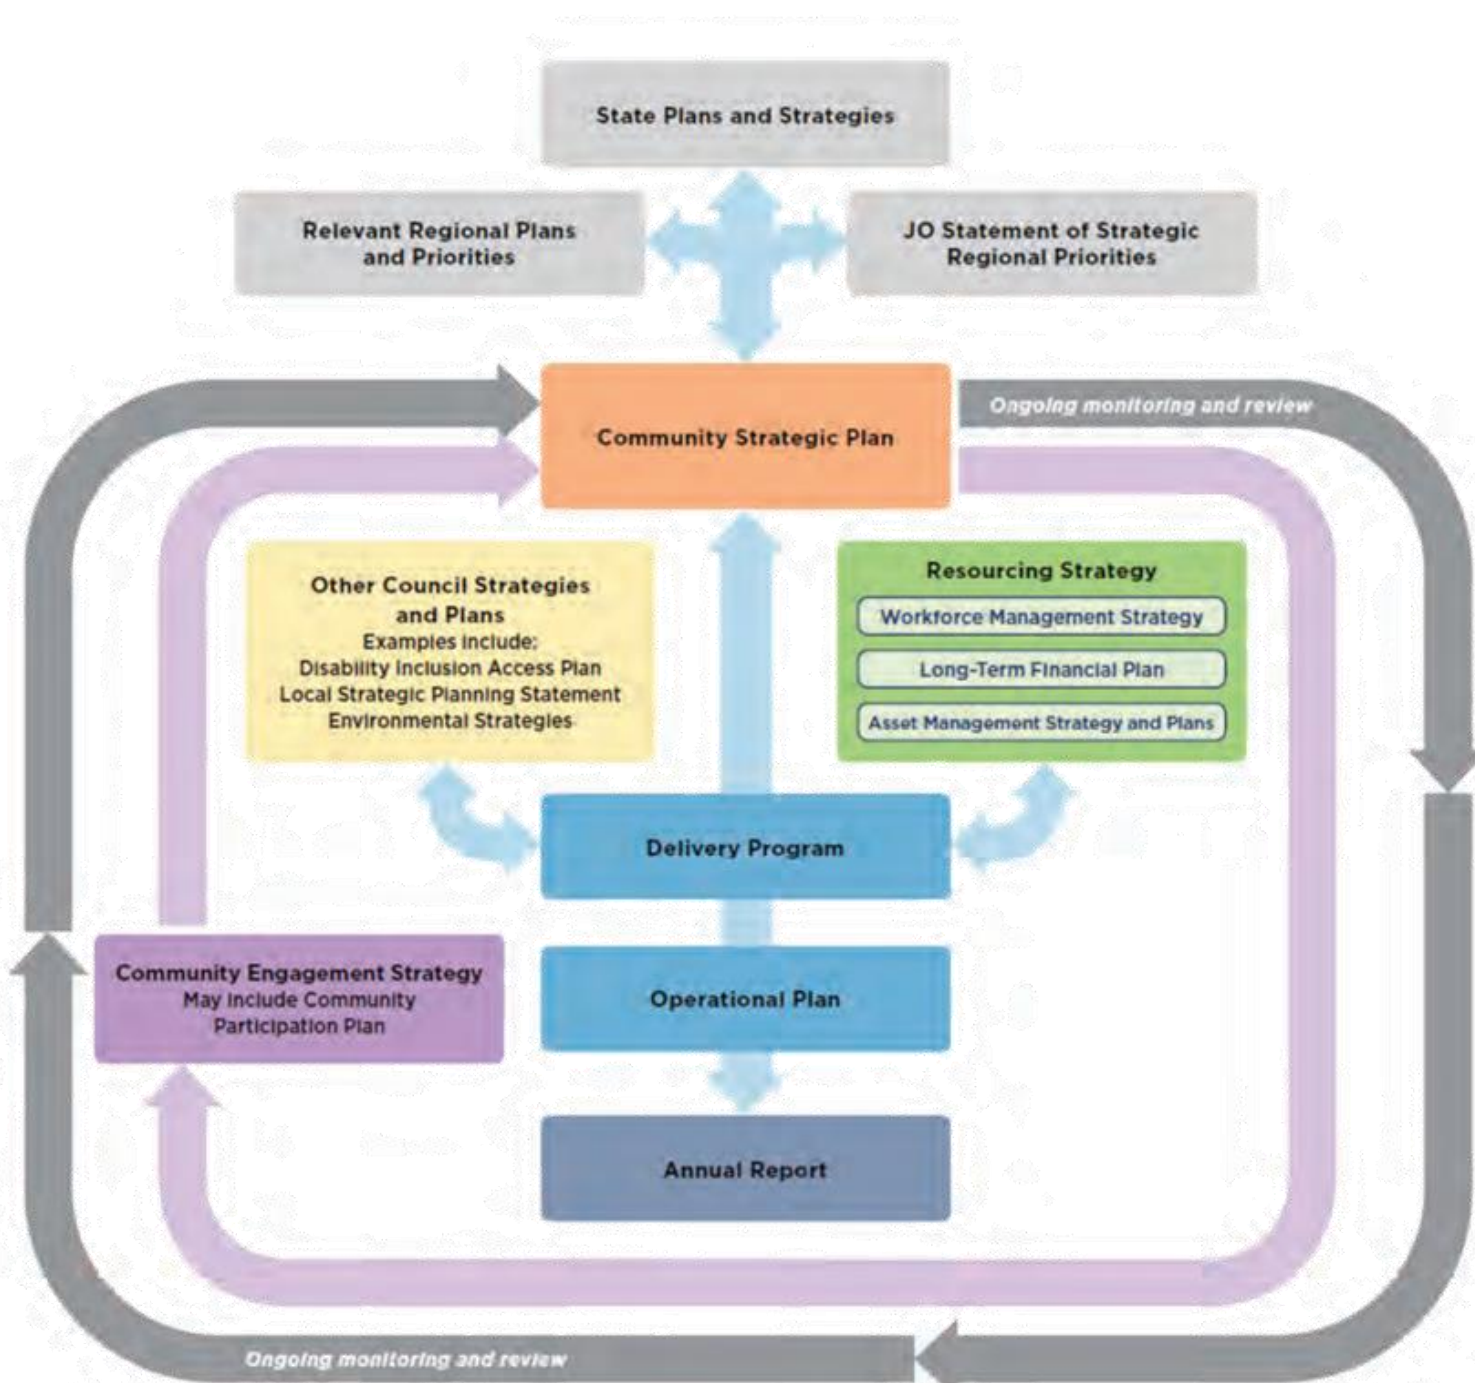 State Plans and Strategies
Relevant Regional Plans
and Priorities
JO Statement of Strategic
Regional Priorities
Community Strategic Plan
Ongoing monitoring and review
Other Council Strategies
and Plans
Examples include:
Disability Inclusion Access Plan
Local Strategic Planning Statement
Environmental Strategies
Resourcing Strategy
Workforce Management Strategy
Long-Term Financial Plan
Asset Management Strategy and Plans
Delivery Program
Community Engagement Strategy
May include Community
Participation Plan
Operational Plan
Annual Report
Ongoing monitoring and review